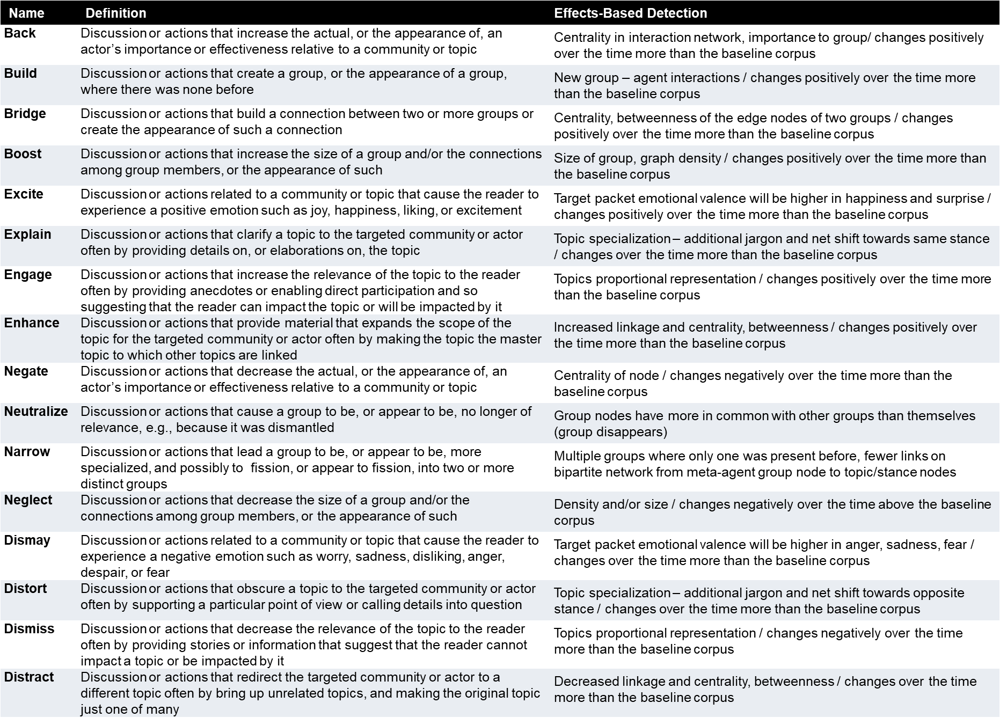 Name Definition Effects-Based Detection
Back
Discussion or actions that increase the actual, or the appearance of, an
actor's importance or effectiveness relative to a community or topic
Centrality in interaction network, importance to group/ changes positively
over the time more than the baseline corpus
Build
Discussion or actions that create a group, or the appearance of a group,
where there was none before
New group – agent interactions / changes positively over the time more
than the baseline corpus
Bridge
Discussion or actions that build a connection between two or more groups or
create the appearance of such a connection
Centrality, betweenness of the edge nodes of two groups / changes
positively over the time more than the baseline corpus
Boost
Discussion or actions that increase the size of a group and/or the connections
among group members, or the appearance of such
Size of group, graph density / changes positively over the time more than
the baseline corpus
Excite
Discussion or actions related to a community or topic that cause the reader to
experience a positive emotion such as joy, happiness, liking, or excitement
Target packet emotional valence will be higher in happiness and surprise /
changes positively over the time more than the baseline corpus
Explain
Discussion or actions that clarify a topic to the targeted community or actor
often by providing details on, or elaborations on, the topic
Topic specialization – additional jargon and net shift towards same stance
/ changes over the time more than the baseline corpus
Engage
Discussion or actions that increase the relevance of the topic to the reader
often by providing anecdotes or enabling direct participation and so
suggesting that the reader can impact the topic or will be impacted by it
Topics proportional representation / changes positively over the time more
than the baseline corpus
Enhance
Discussion or actions that provide material that expands the scope of the
topic for the targeted community or actor often by making the topic the master
topic to which other topics are linked
Increased linkage and centrality, betweenness / changes positively over
the time more than the baseline corpus
Negate
Discussion or actions that decrease the actual, or the appearance of, an
actor's importance or effectiveness relative to a community or topic
Centrality of node / changes negatively over the time more than the
baseline corpus
Neutralize
Discussion or actions that cause a group to be, or appear to be, no longer of
relevance, e.g., because it was dismantled
Group nodes have more in common with other groups than themselves
(group disappears)
Narrow
Discussion or actions that lead a group to be, or appear to be, more
specialized, and possibly to fission, or appear to fission, into two or more
distinct groups
Multiple groups where only one was present before, fewer links on
bipartite network from meta-agent group node to topic/stance nodes
Neglect
Discussion or actions that decrease the size of a group and/or the
connections among group members, or the appearance of such
Density and/or size / changes negatively over the time above the baseline
corpus
Dismay
Discussion or actions related to a community or topic that cause the reader to
experience a negative emotion such as worry, sadness, disliking, anger,
despair, or fear
Target packet emotional valence will be higher in anger, sadness, fear /
changes over the time more than the baseline corpus
Distort
Discussion or actions that obscure a topic to the targeted community or actor
often by supporting a particular point of view or calling details into question
Topic specialization – additional jargon and net shift towards opposite
stance / changes over the time more than the baseline corpus
Dismiss
Discussion or actions that decrease the relevance of the topic to the reader
often by providing stories or information that suggest that the reader cannot
impact a topic or be impacted by it
Topics proportional representation / changes negatively over the time
more than the baseline corpus
Distract
Discussion or actions that redirect the targeted community or actor to a
different topic often by bring up unrelated topics, and making the original topic
just one of many
Decreased linkage and centrality, betweenness / changes over the time
more than the baseline corpus